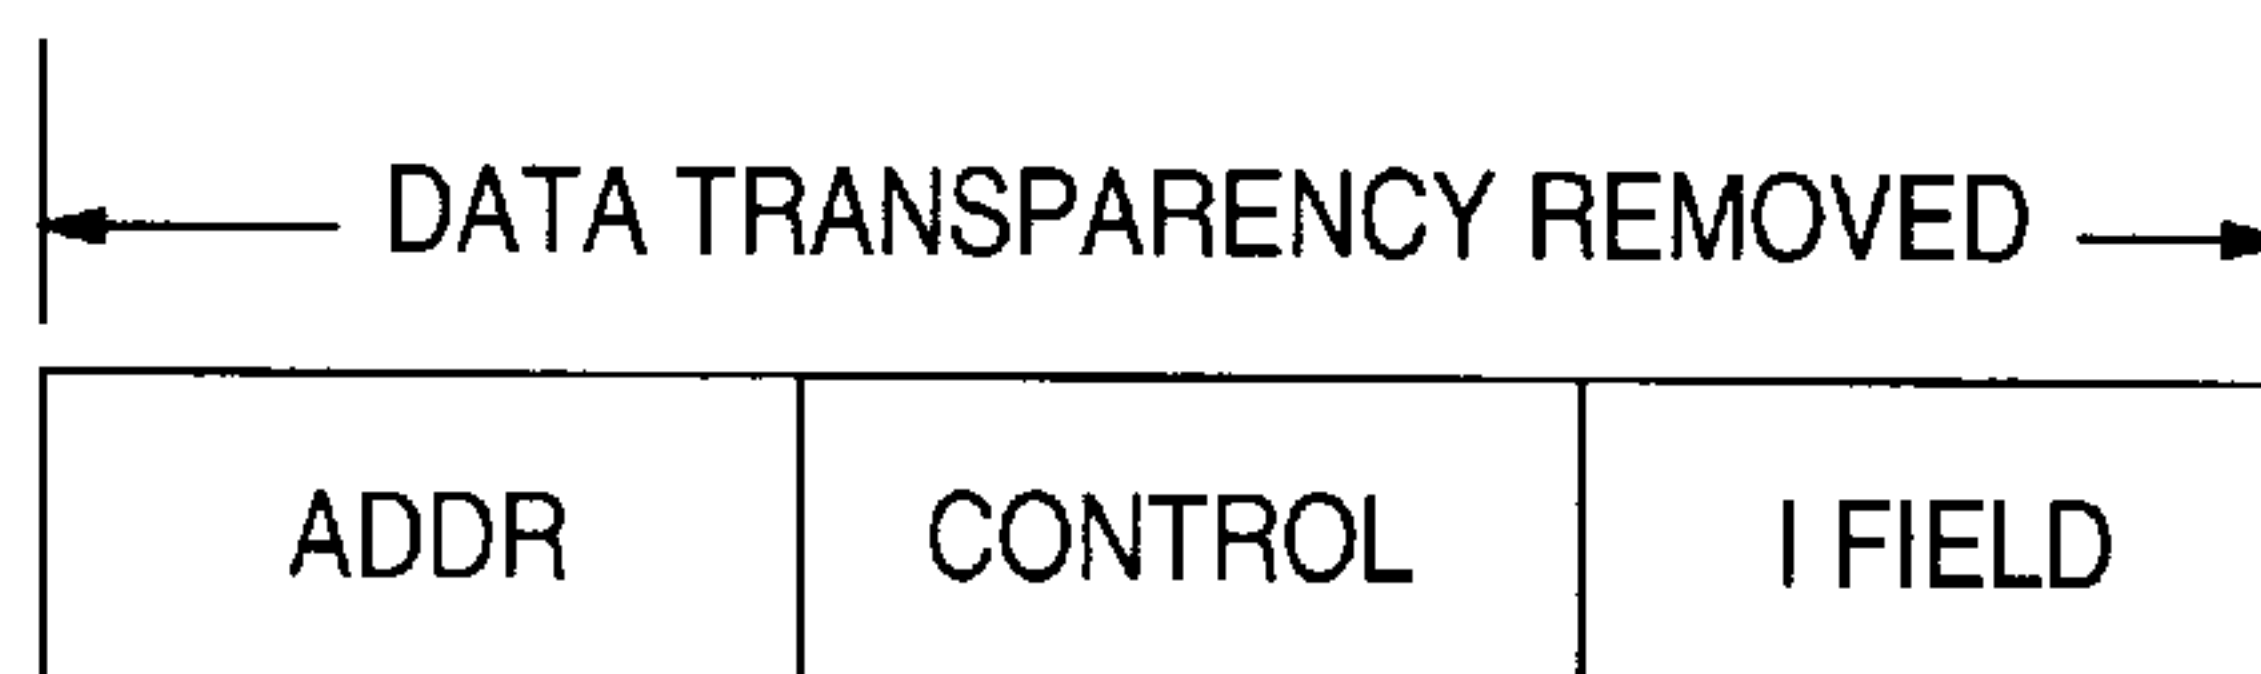 DATA TRANSPARENCY REMOVED
ADDR CONTROL I FIELD